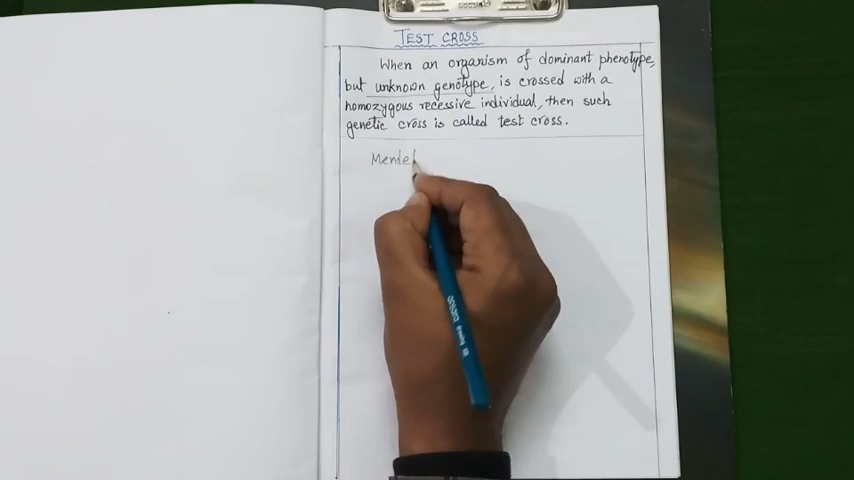 TEST CROSS
When an organism of dominant phenotype,
but unknown genotype, is crossed with a
homozygous recessive individual, then such
genetic cross is called test cross.
Mendel